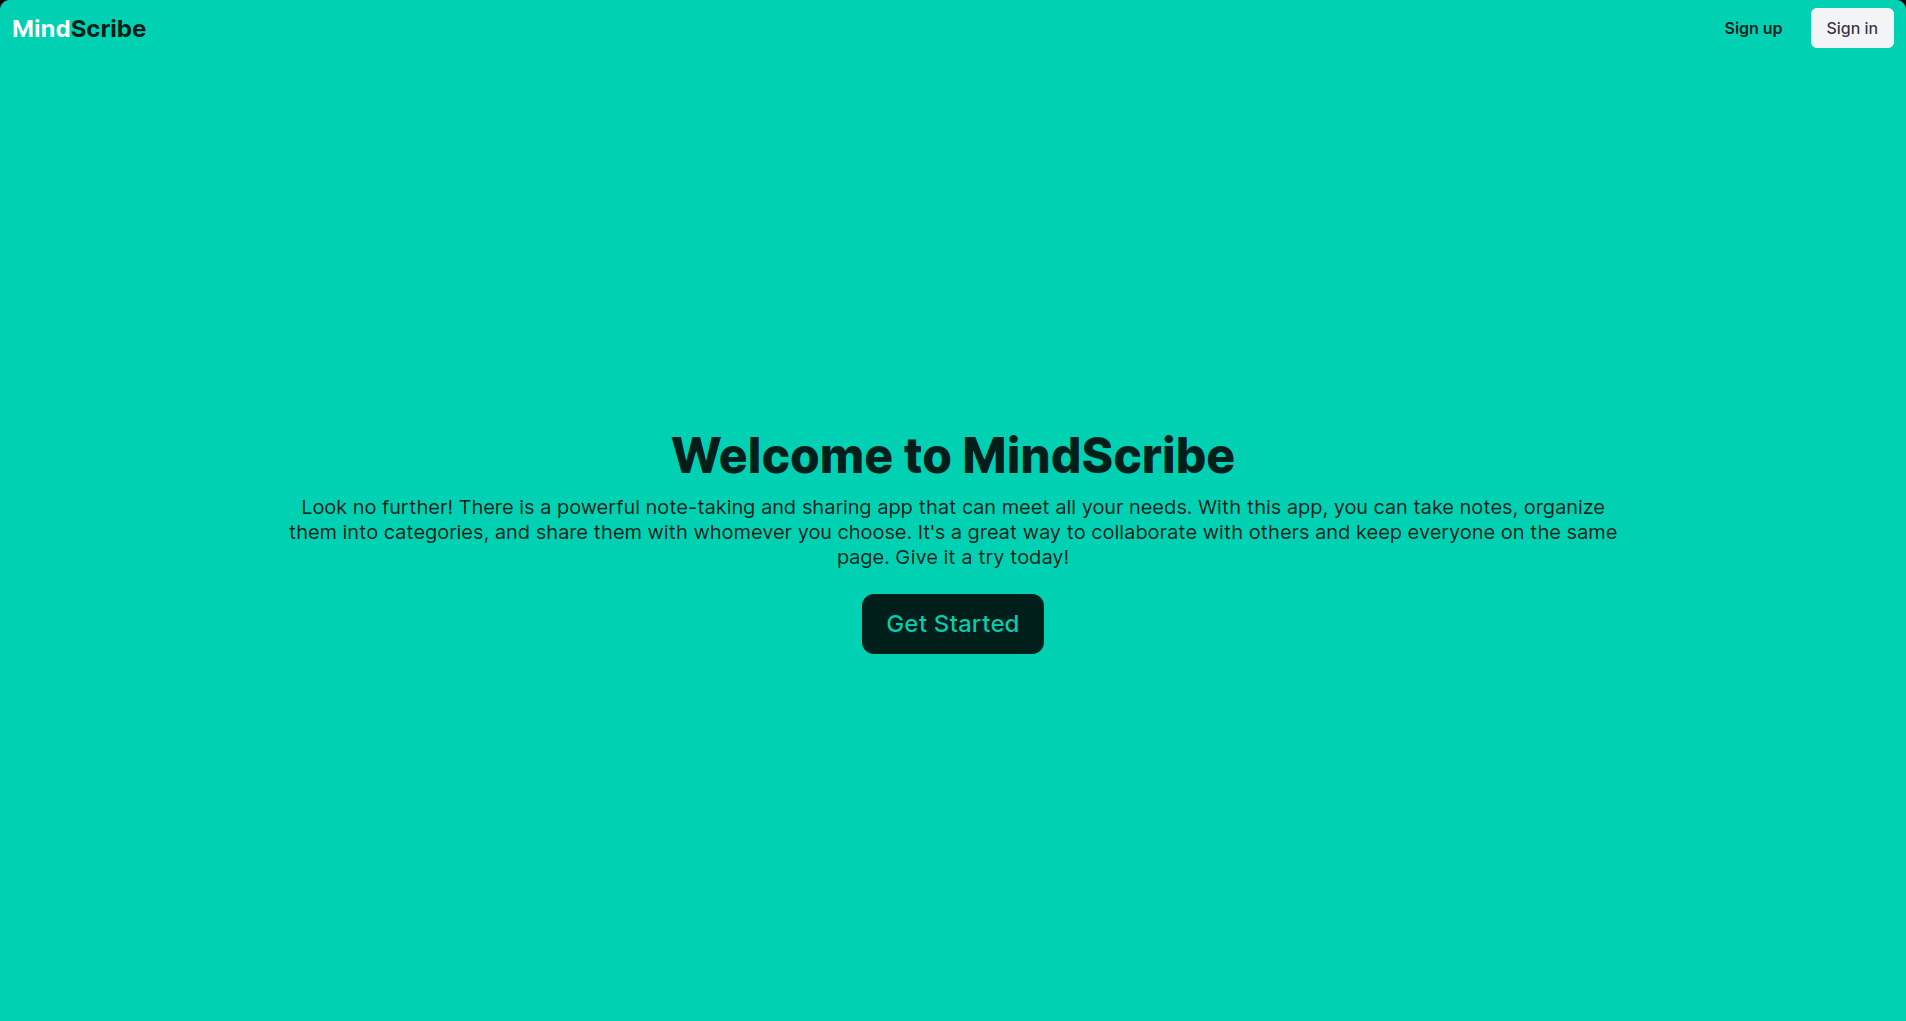 MindScribe
Sign up
Sign in
Welcome to MindScribe
Look no further! There is a powerful note-taking and sharing app that can meet all your needs. With this app, you can take notes, organize
them into categories, and share them with whomever you choose. It's a great way to collaborate with others and keep everyone on the same
page. Give it a try today!
Get Started